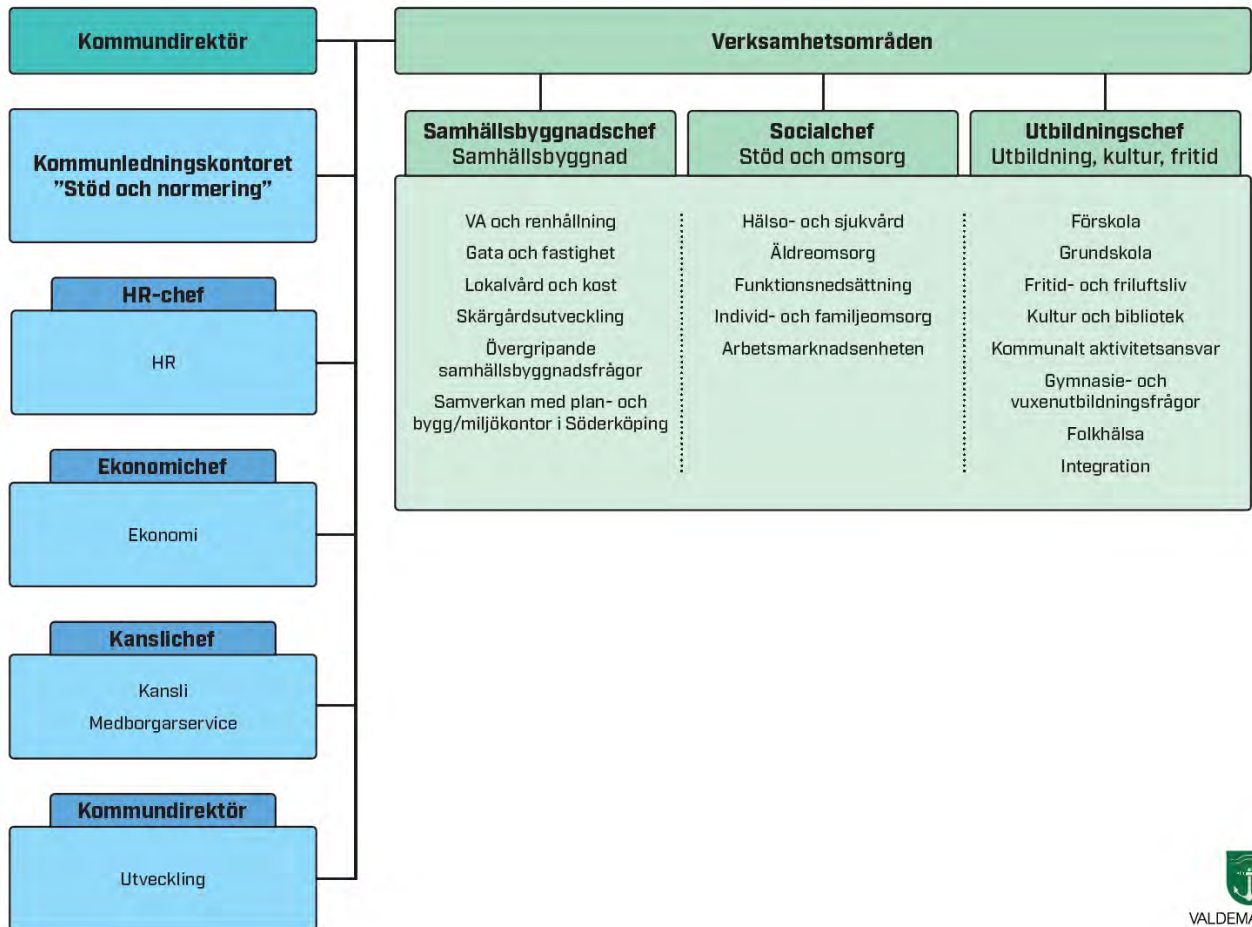 Kommundirektör
Kommunledningskontoret
”Stöd och normering”
HR-chef
HR
Ekonomichef
Ekonomi
Kanslichef
Kansli
Medborgarservice
Kommundirektör
Utveckling
Verksamhetsområden
Samhällsbyggnadschef
Samhällsbyggnad
VA och renhållning
Gata och fastighet
Lokalvård och kost
Skärgårdsutveckling
Övergripande
samhällsbyggnadsfrågor
Samverkan med plan- och
bygg/miljökontor i Söderköping
Socialchef
Stöd och omsorg
Hälso- och sjukvård
Äldreomsorg
Funktionsnedsättning
Individ- och familjeomsorg
Arbetsmarknadsenheten
Utbildningschef
Utbildning, kultur, fritid
Förskola
Grundskola
Fritid- och friluftsliv
Kultur och bibliotek
Kommunalt aktivitetsansvar
Gymnasie- och
vuxenutbildningsfrågor
Folkhälsa
Integration